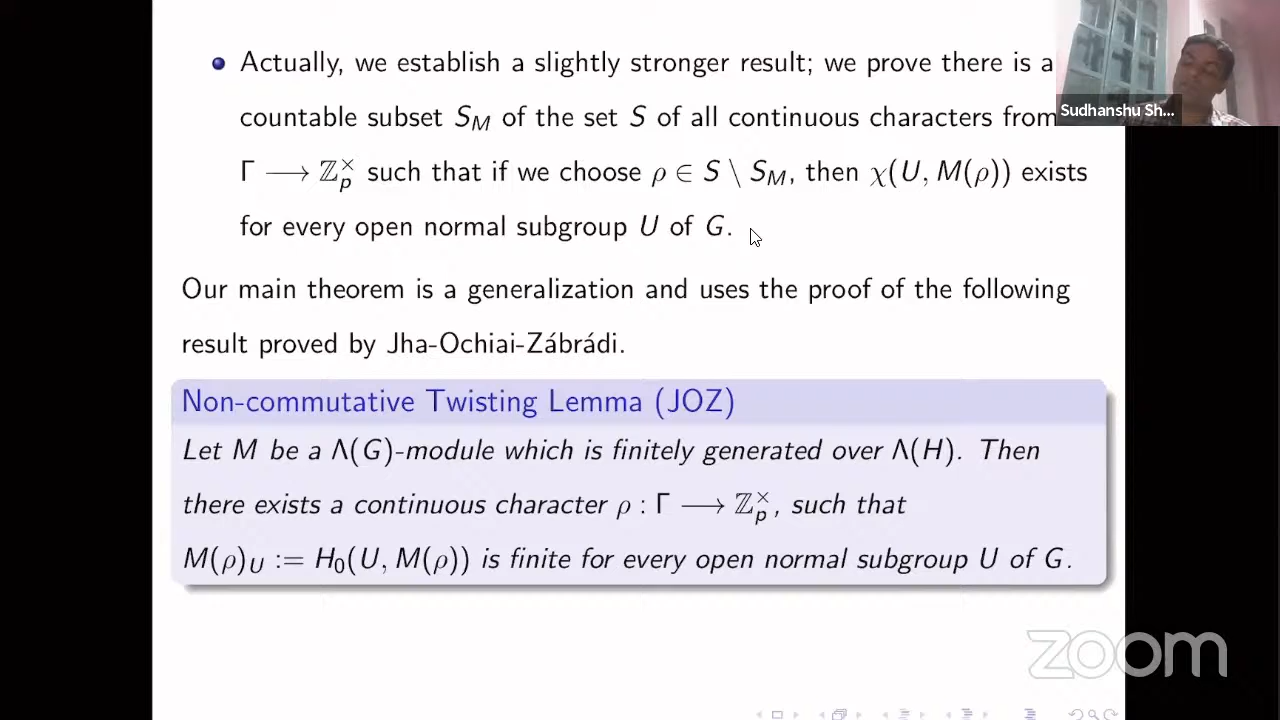 • Actually, we establish a slightly stronger result; we prove there is a
countable subset S_M of the set S of all continuous characters from
Γ ⟶ ℤ_p^× such that if we choose ρ ∈ S \ S_M, then χ(U, M(ρ)) exists
for every open normal subgroup U of G.
Sudhanshu Sh...
Our main theorem is a generalization and uses the proof of the following
result proved by Jha-Ochiai-Zábrádi.
Non-commutative Twisting Lemma (JOZ)
Let M be a Λ(G)-module which is finitely generated over Λ(H). Then
there exists a continuous character ρ : Γ ⟶ ℤ_p^×, such that
M(ρ)_U := H_0(U, M(ρ)) is finite for every open normal subgroup U of G.
zoom